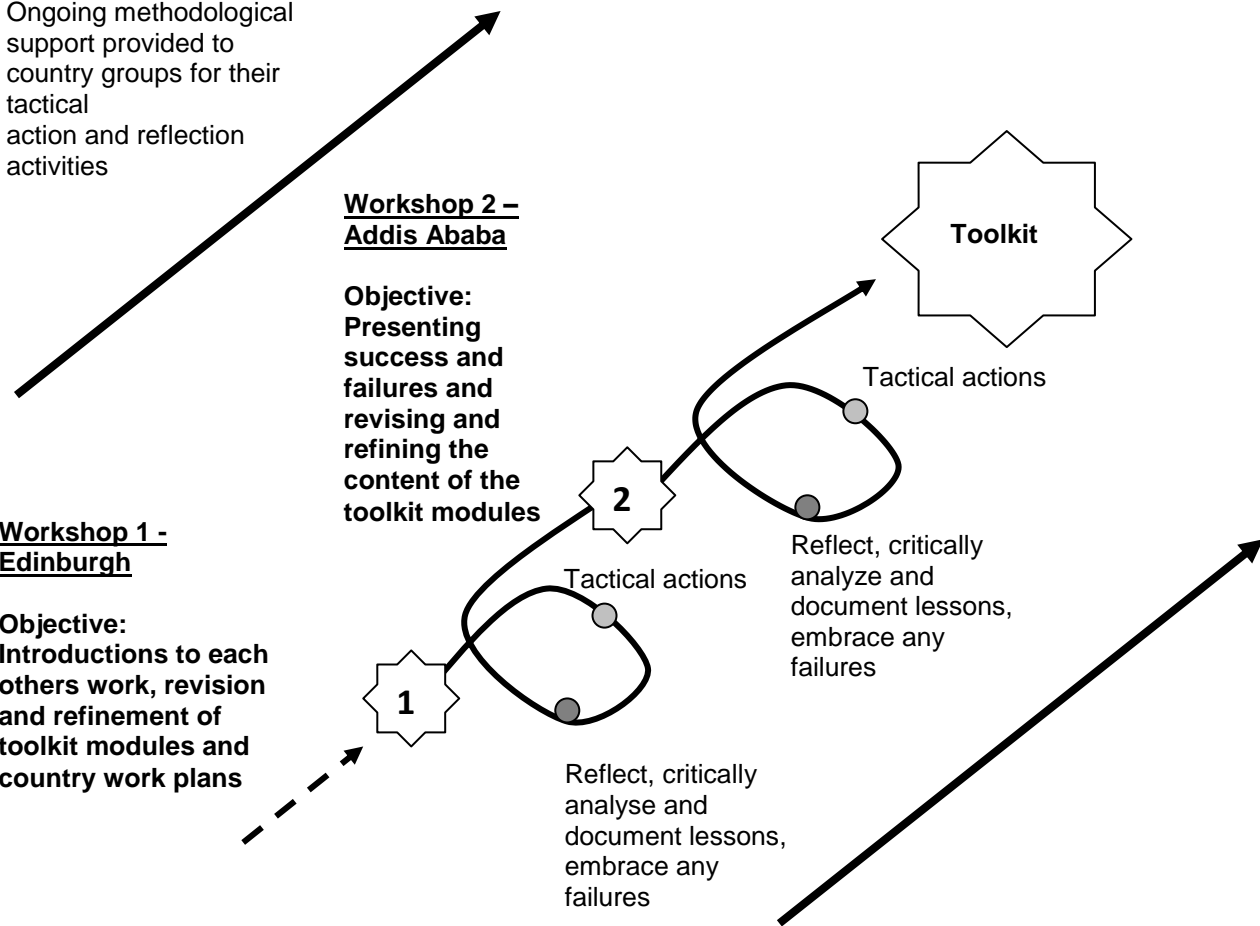 Ongoing methodological
support provided to
country groups for their
tactical
action and reflection
activities
Workshop 2 –
Addis Ababa
Objective:
Presenting
success and
failures and
revising and
refining the
content of the
toolkit modules
Toolkit
Tactical actions
2
Reflect, critically
analyze and
document lessons,
embrace any
failures
Workshop 1 -
Edinburgh
Objective:
Introductions to each
others work, revision
and refinement of
toolkit modules and
country work plans
Tactical actions
1
Reflect, critically
analyse and
document lessons,
embrace any
failures